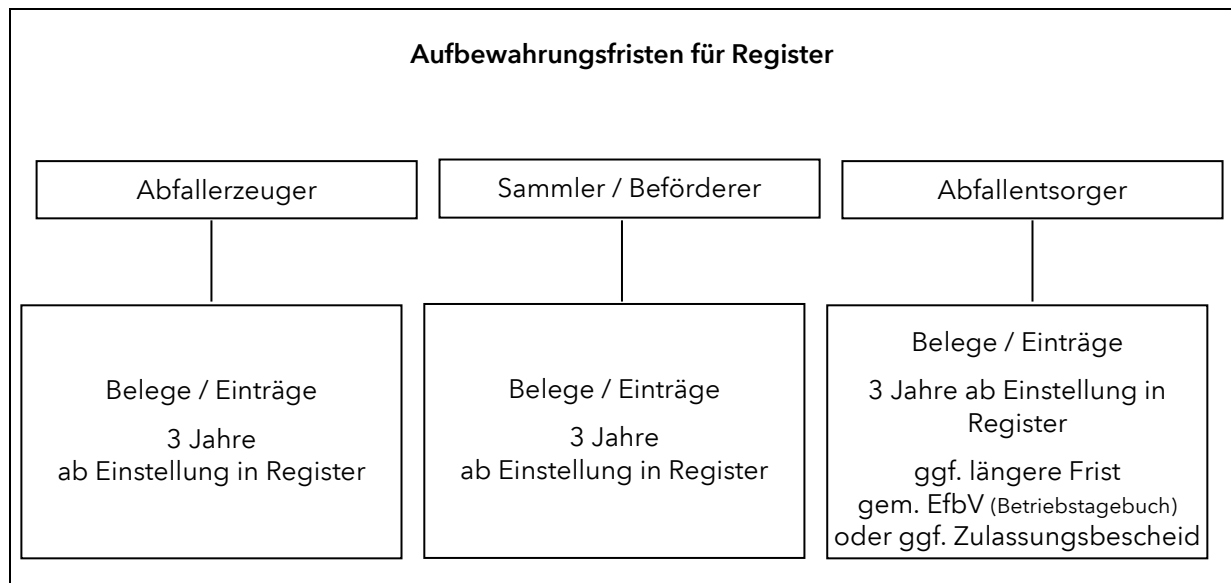 Aufbewahrungsfristen für Register
Abfallerzeuger
Belege / Einträge
3 Jahre
ab Einstellung in Register
Sammler / Beförderer
Belege / Einträge
3 Jahre
ab Einstellung in Register
Abfallentsorger
Belege / Einträge
3 Jahre ab Einstellung in
Register
ggf. längere Frist
gem. EfbV (Betriebstagebuch)
oder ggf. Zulassungsbescheid